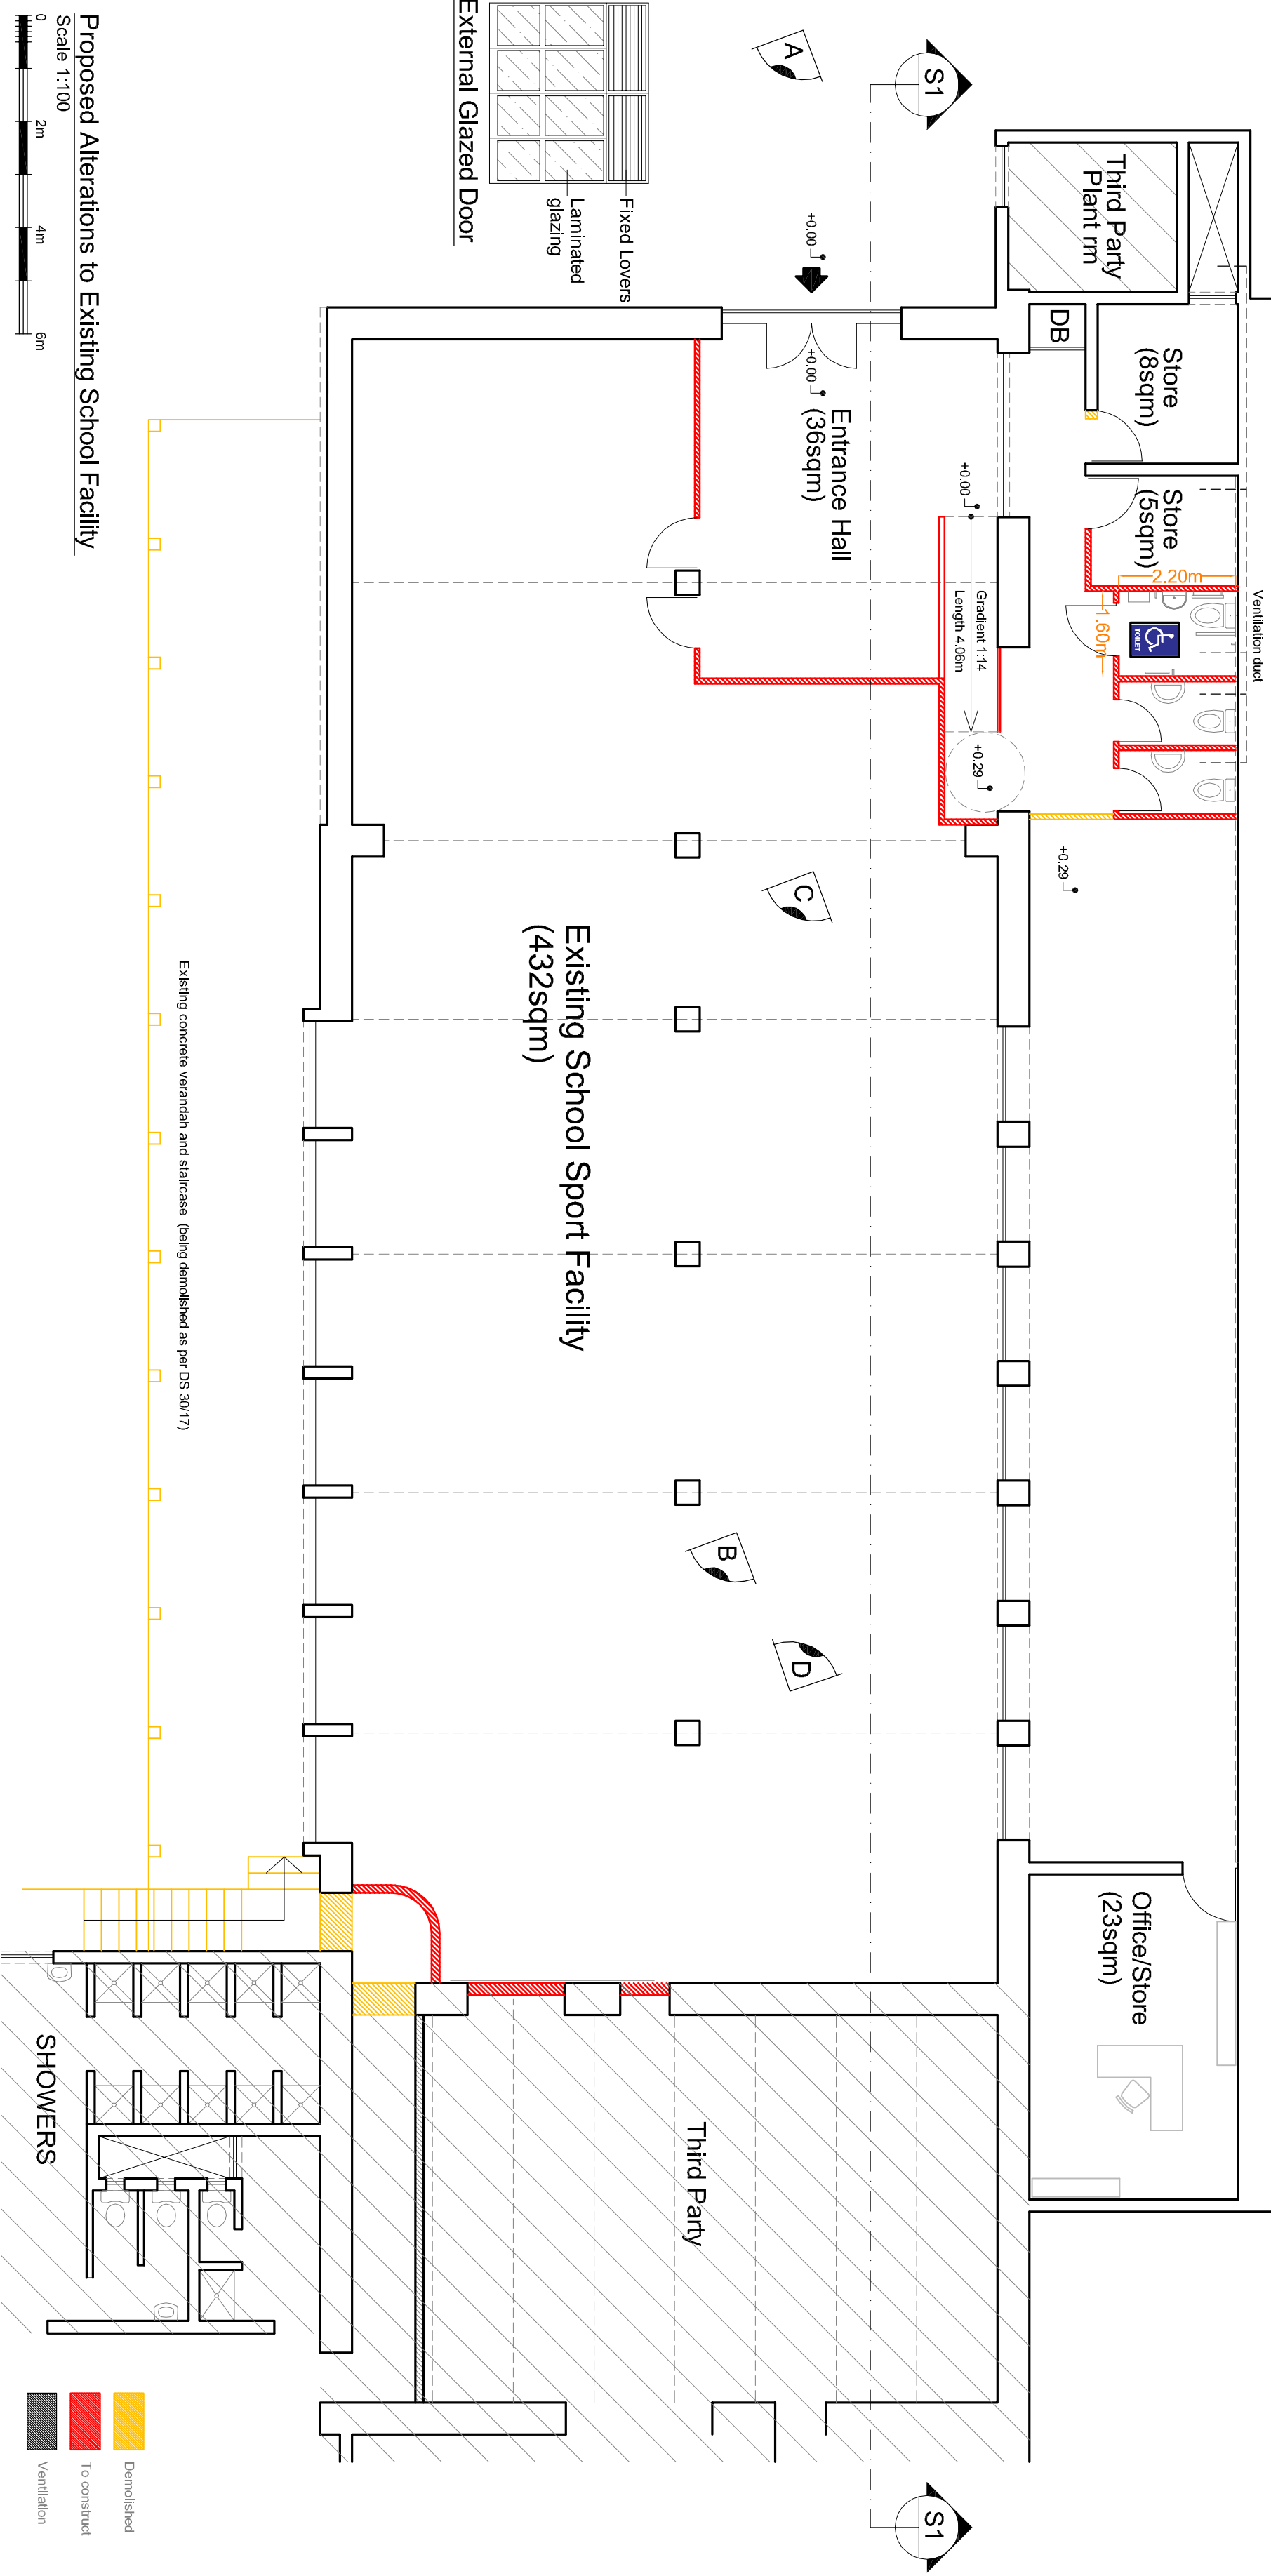 Third Party
Plant rm
DB
Store
(8sqm)
Store
(5sqm)
2.20m
1.60m
TOILET
Ventilation duct
S1
A
+0.00
+0.00
Entrance Hall
(36sqm)
+0.00
Gradient 1:14
Length 4.06m
+0.29
+0.29
External Glazed Door
Fixed Lovers
Laminated
glazing
C
Existing School Sport Facility
(432sqm)
B
D
Office/Store
(23sqm)
Third Party
S1
Existing concrete verandah and staircase (being demolished as per DS 30/17)
SHOWERS
Proposed Alterations to Existing School Facility
Scale 1:100
0
2m
4m
6m
Demolished
To construct
Ventilation